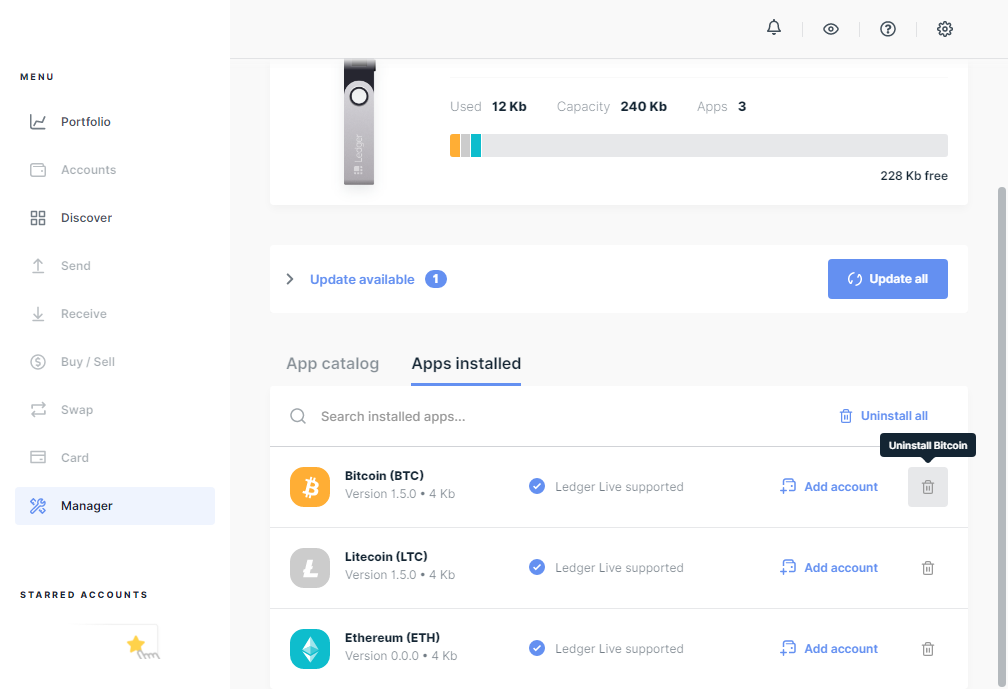 MENU
Portfolio
Accounts
Discover
Send
Receive
Buy / Sell
Swap
Card
Manager
STARRED ACCOUNTS
Ledger
Used 12 Kb Capacity 240 Kb Apps 3
228 Kb free
Update available 1 Update all
App catalog Apps installed
Search installed apps... Uninstall all
Uninstall Bitcoin
Bitcoin (BTC)
Version 1.5.0 • 4 Kb
Ledger Live supported
Add account
Litecoin (LTC)
Version 1.5.0 • 4 Kb
Ledger Live supported
Add account
Ethereum (ETH)
Version 0.0.0 • 4 Kb
Ledger Live supported
Add account